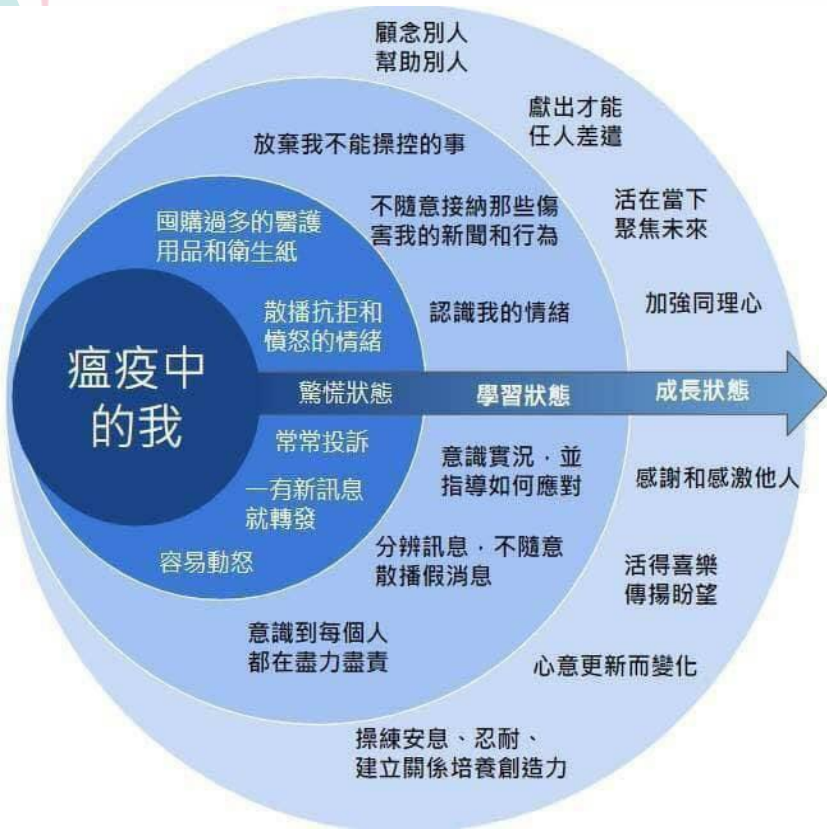 顧念別人
幫助別人
獻出才能
任人差遣
放棄我不能操控的事
不隨意接納那些傷
害我的新聞和行為
活在當下
聚焦未來
囤購過多的醫護
用品和衛生紙
散播抗拒和
憤怒的情緒
認識我的情緒
加強同理心
瘟疫中
的我
驚慌狀態
學習狀態
成長狀態
常常投訴
意識實況，並
指導如何應對
感謝和感激他人
一有新訊息
就轉發
分辨訊息，不隨意
散播假消息
容易動怒
活得喜樂
傳揚盼望
意識到每個人
都在盡力盡責
心意更新而變化
操練安息、忍耐、
建立關係培養創造力